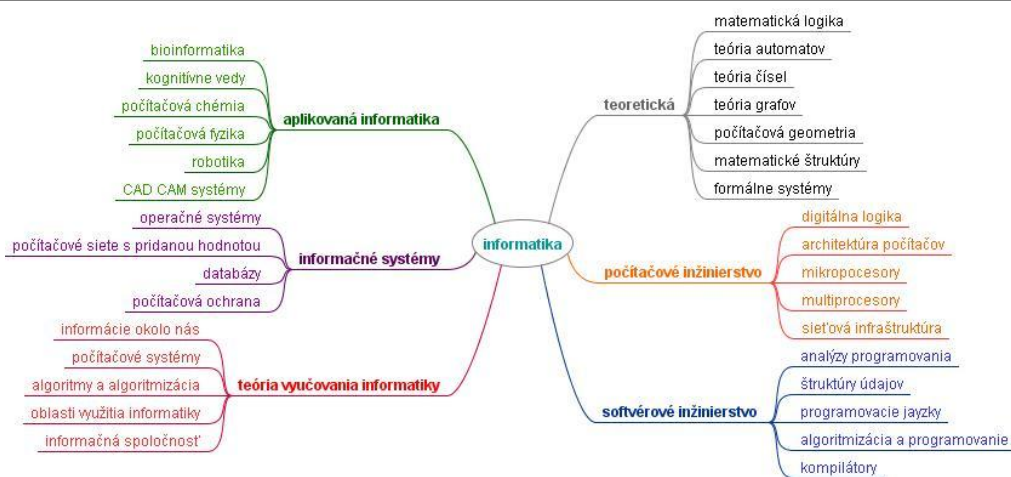 informatika
aplikovaná informatika
bioinformatika
kognitívne vedy
počítačová chémia
počítačová fyzika
robotika
CAD CAM systémy
informačné systémy
operačné systémy
počítačové siete s pridanou hodnotou
databázy
počítačová ochrana
teória vyučovania informatiky
informácie okolo nás
počítačové systémy
algoritmy a algoritmizácia
oblasti využitia informatiky
informačná spoločnosť
teoretická
matematická logika
teória automatov
teória čísel
teória grafov
počítačová geometria
matematické štruktúry
formálne systémy
počítačové inžinierstvo
digitálna logika
architektúra počítačov
mikropocesory
multiprocesory
sieťová infraštruktúra
softvérové inžinierstvo
analýzy programovania
štruktúry údajov
programovacie jayzky
algoritmizácia a programovanie
kompilátory